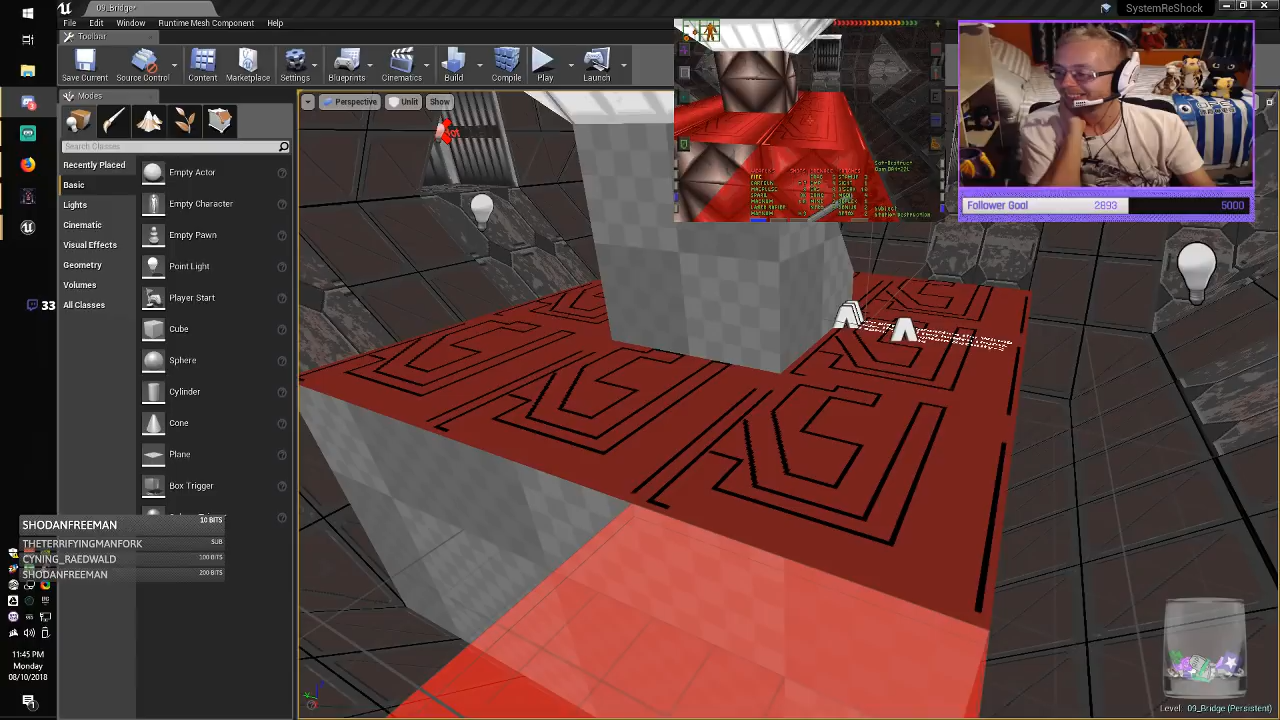 09_Bridge*
SystemReShock
File Edit Window Runtime Mesh Component Help
Toolbar
Save Current Source Control Content Marketplace Settings Blueprints Cinematics Build Compile Play Launch
Modes
Perspective Unlit Show
Search Classes
Recently Placed
Basic
Lights
Cinematic
Visual Effects
Geometry
Volumes
All Classes
Empty Actor
Empty Character
Empty Pawn
Point Light
Player Start
Cube
Sphere
Cylinder
Cone
Plane
Box Trigger
Follower Goal 2893 5000
33
SHODANFREEMAN 10 BITS
THETERRIFYINGMANFORK SUB
CYNING_RAEDWALD 100 BITS
SHODANFREEMAN 200 BITS
11:45 PM
Monday
08/10/2018
Level: 09_Bridge (Persistent)